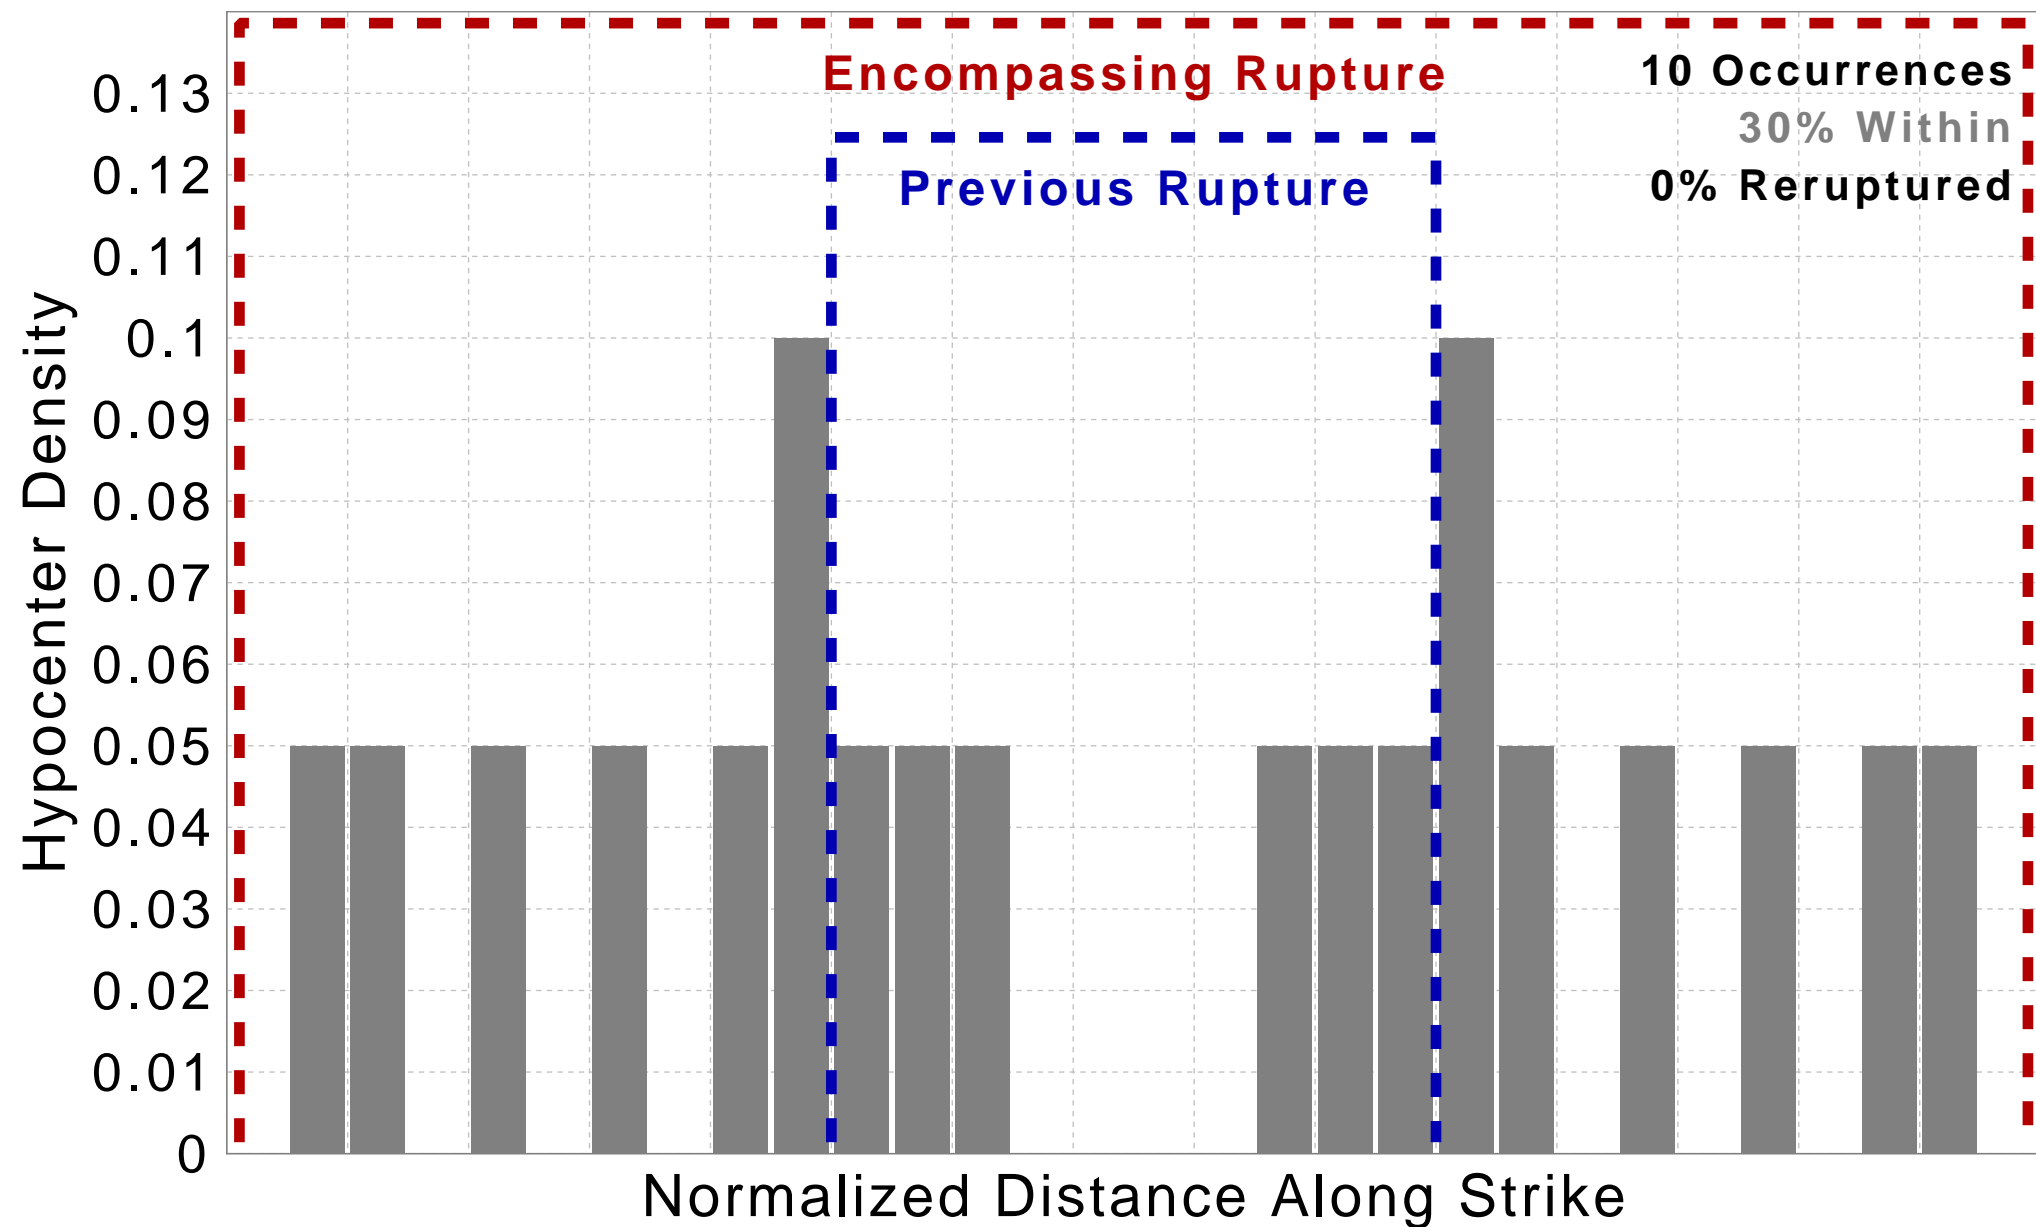 Encompassing Rupture
10 Occurrences
30% Within
0% Reruptured
Previous Rupture
Hypocenter Density
0.13
0.12
0.11
0.1
0.09
0.08
0.07
0.06
0.05
0.04
0.03
0.02
0.01
0
Normalized Distance Along Strike